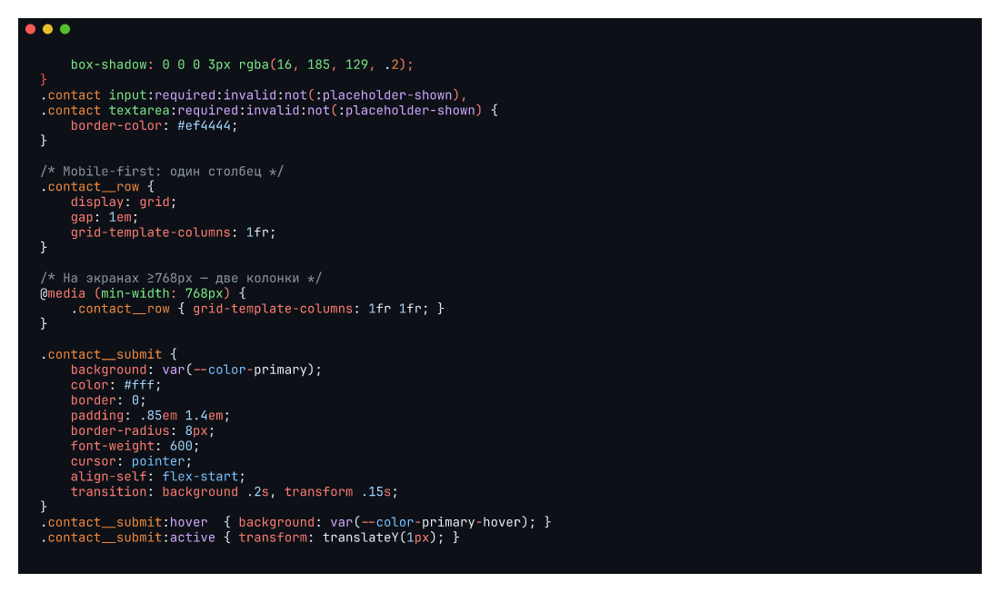 box-shadow: 0 0 0 3px rgba(16, 185, 129, .2);
}
.contact input:required:invalid:not(:placeholder-shown),
.contact textarea:required:invalid:not(:placeholder-shown) {
    border-color: #ef4444;
}

/* Mobile-first: один столбец */
.contact__row {
    display: grid;
    gap: 1em;
    grid-template-columns: 1fr;
}

/* На экранах ≥768px — две колонки */
@media (min-width: 768px) {
    .contact__row { grid-template-columns: 1fr 1fr; }
}

.contact__submit {
    background: var(--color-primary);
    color: #fff;
    border: 0;
    padding: .85em 1.4em;
    border-radius: 8px;
    font-weight: 600;
    cursor: pointer;
    align-self: flex-start;
    transition: background .2s, transform .15s;
}
.contact__submit:hover  { background: var(--color-primary-hover); }
.contact__submit:active { transform: translateY(1px); }